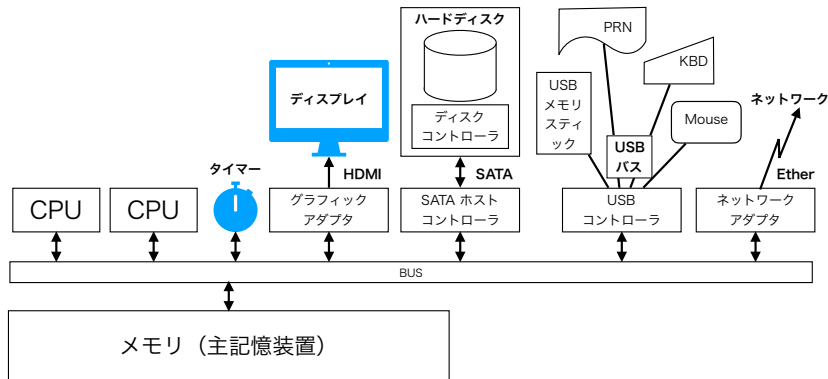 ハードディスク
PRN
KBD
ディスプレイ
ディスク
コントローラ
USB
メモリ
スティ
ック
USB
バス
Mouse
ネットワーク
タイマー
HDMI
SATA
Ether
CPU
CPU
グラフィック
アダプタ
SATA ホスト
コントローラ
USB
コントローラ
ネットワーク
アダプタ
BUS
メモリ（主記憶装置）